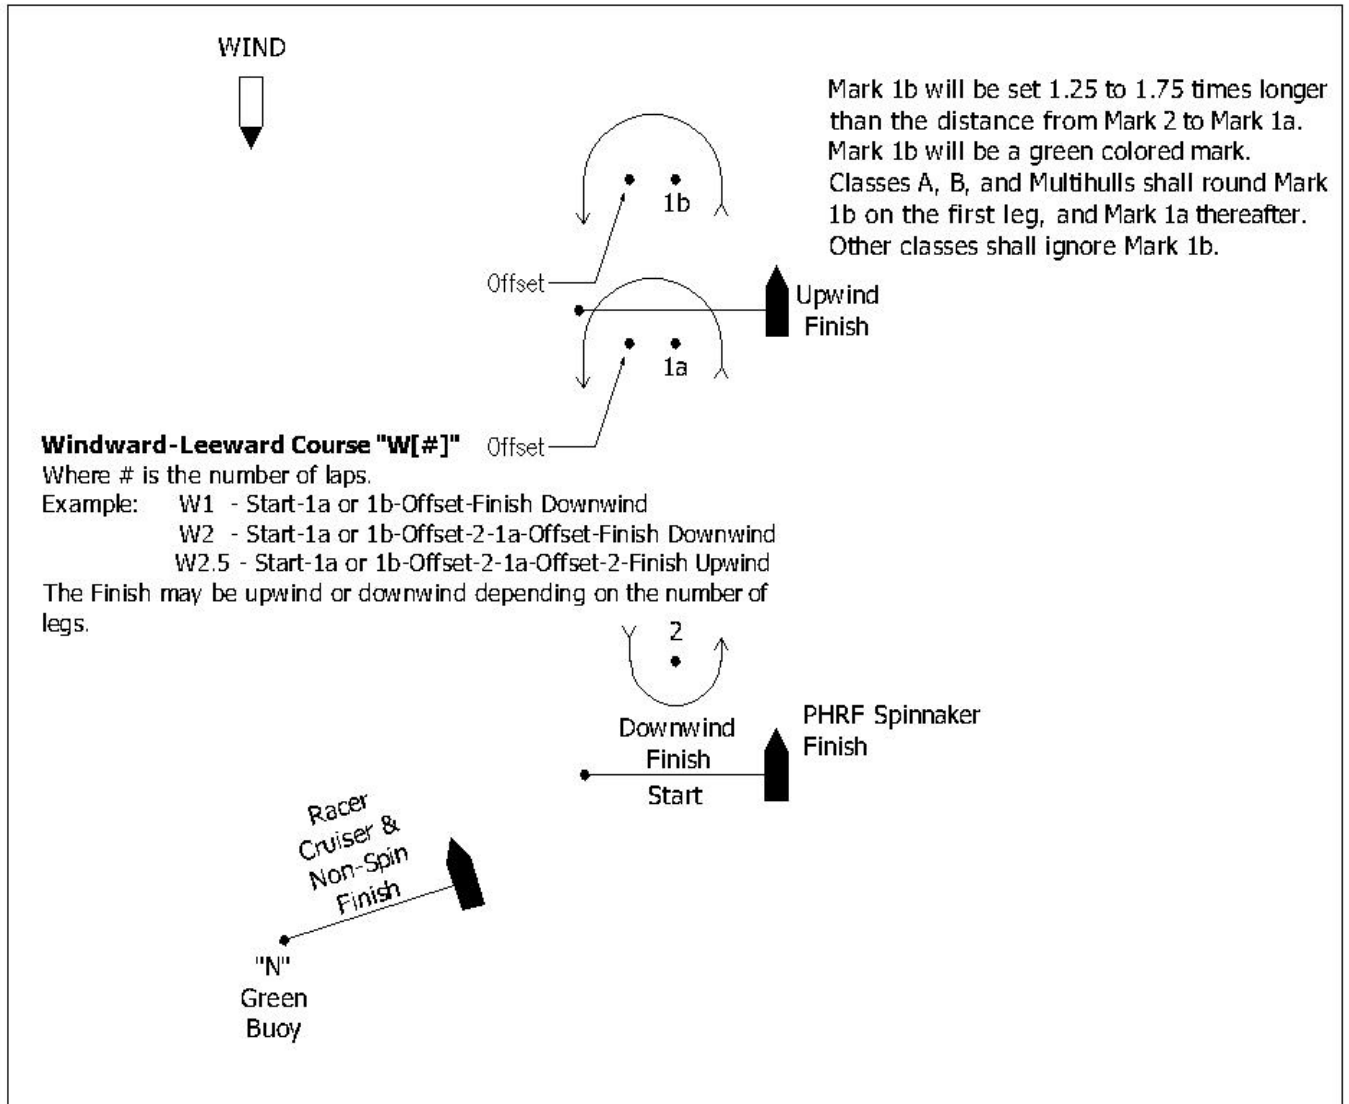 WIND
Mark 1b will be set 1.25 to 1.75 times longer
than the distance from Mark 2 to Mark 1a.
Mark 1b will be a green colored mark.
Classes A, B, and Multihulls shall round Mark
1b on the first leg, and Mark 1a thereafter.
Other classes shall ignore Mark 1b.
1b
Offset
Upwind
Finish
1a
Offset
Windward-Leeward Course "W[#]"
Where # is the number of laps.
Example: W1 - Start-1a or 1b-Offset-Finish Downwind
W2 - Start-1a or 1b-Offset-2-1a-Offset-Finish Downwind
W2.5 - Start-1a or 1b-Offset-2-1a-Offset-2-Finish Upwind
The Finish may be upwind or downwind depending on the number of
legs.
2
Downwind
Finish
Start
PHRF Spinnaker
Finish
Racer
Cruiser &
Non-Spin
Finish
"N"
Green
Buoy